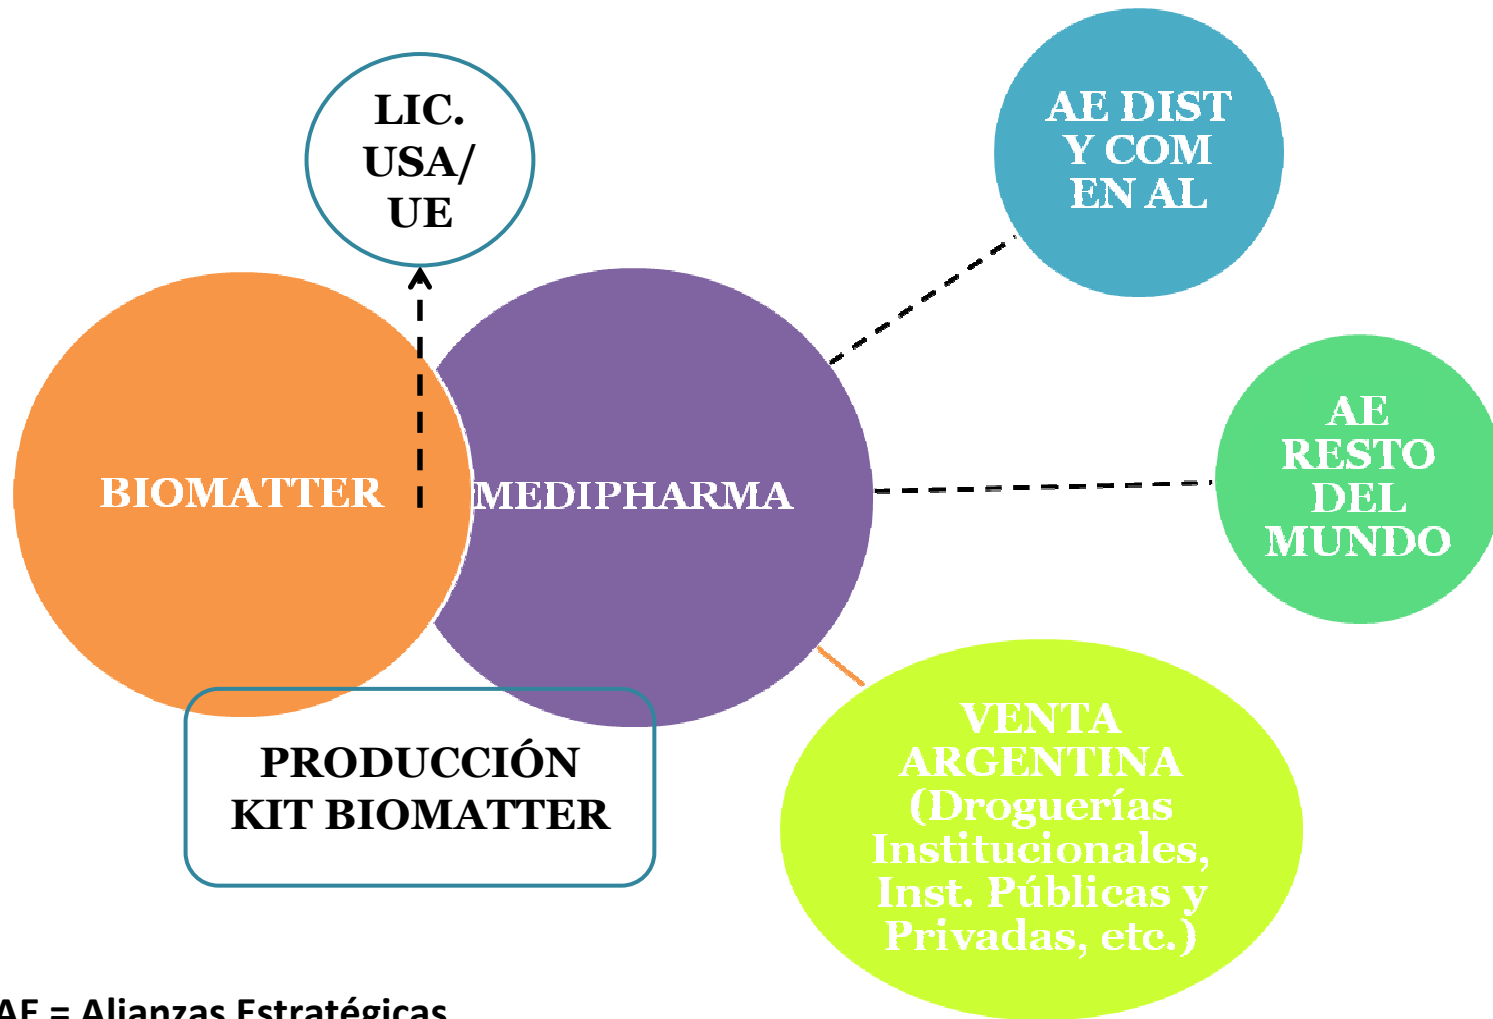 LIC.
USA/
UE
AE DIST
Y COM
EN AL
BIOMATTER
MEDIPHARMA
AE
RESTO
DEL
MUNDO
PRODUCCIÓN
KIT BIOMATTER
VENTA
ARGENTINA
(Droguerías
Institucionales,
Inst. Públicas y
Privadas, etc.)
AE = Alianzas Estratégicas